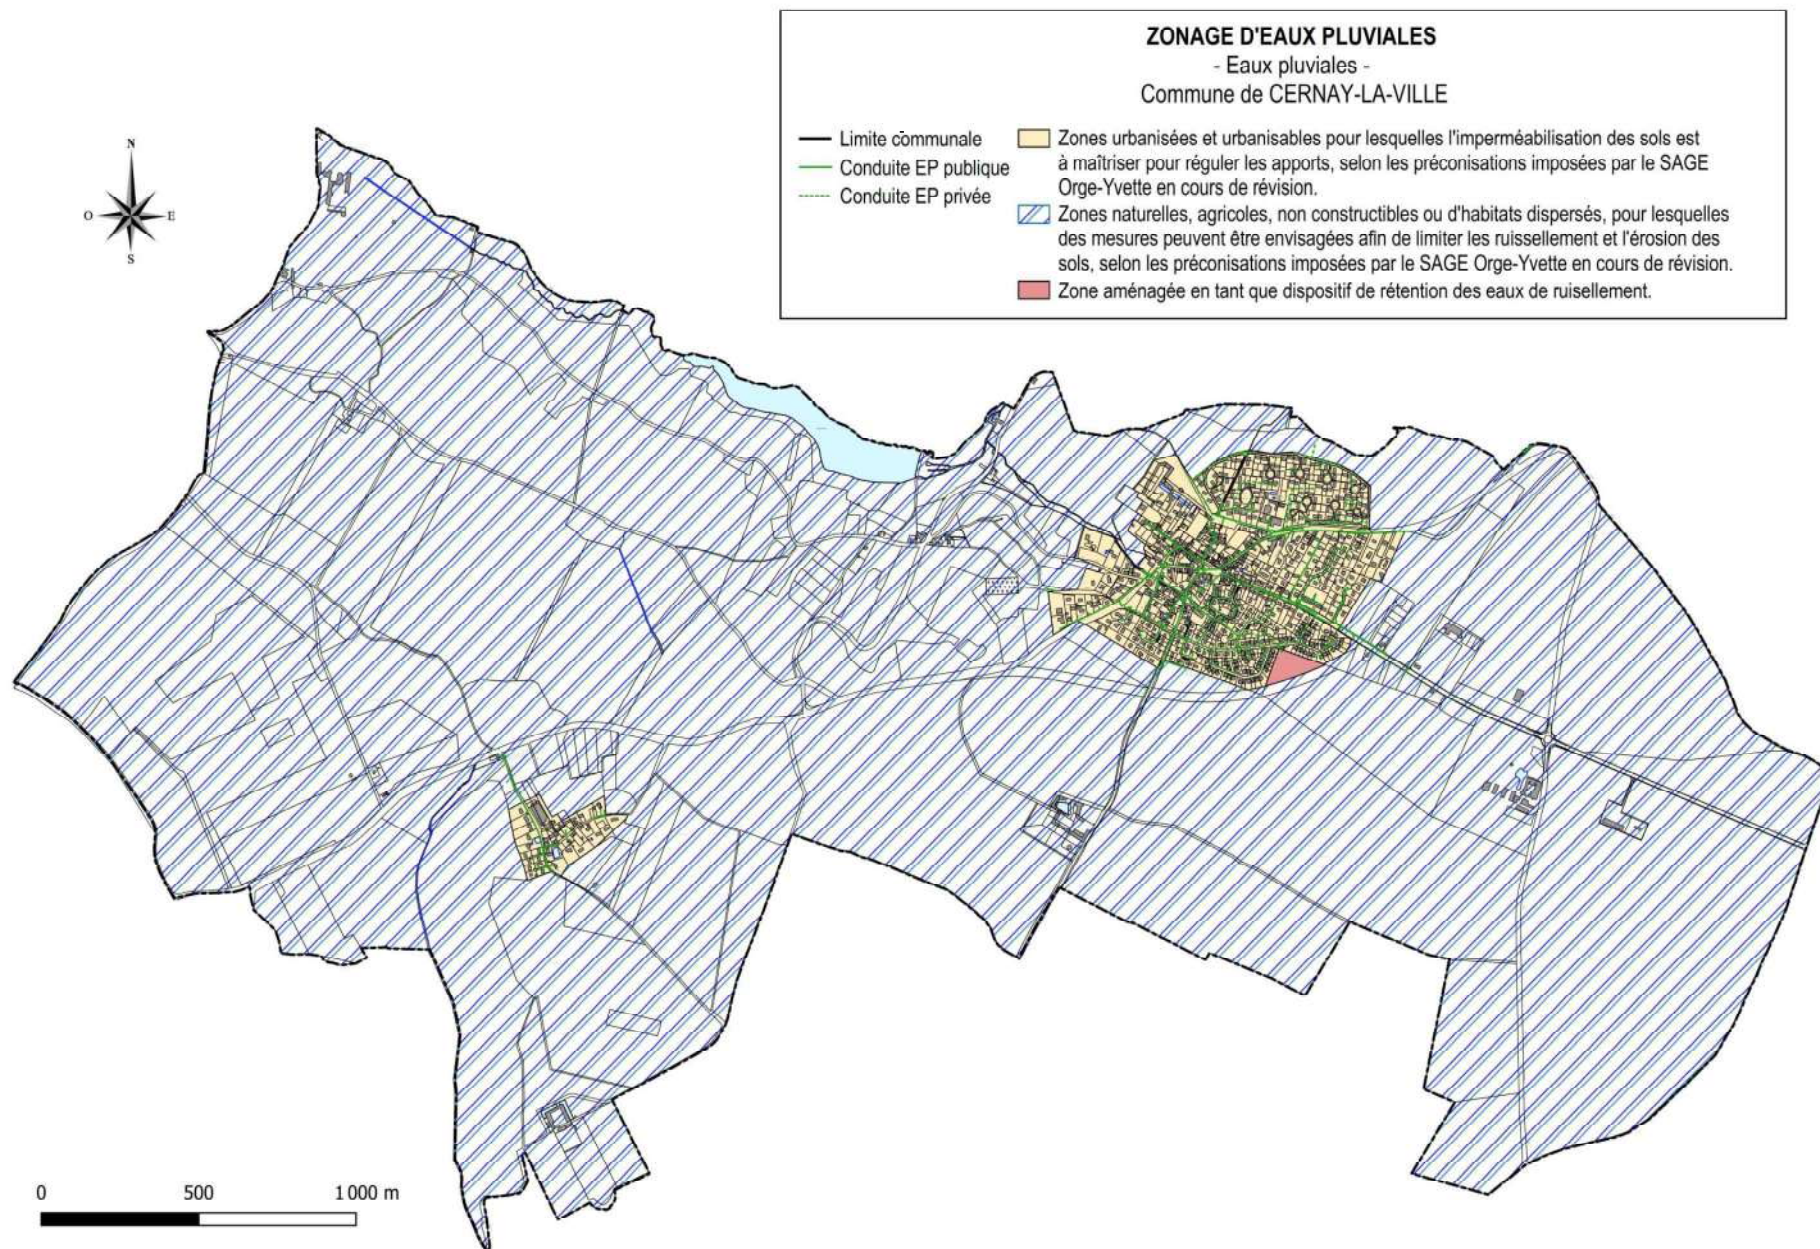 ZONAGE D'EAUX PLUVIALES
- Eaux pluviales -
Commune de CERNAY-LA-VILLE
Limite communale
Conduite EP publique
Conduite EP privée
Zones urbanisées et urbanisables pour lesquelles l'imperméabilisation des sols est
à maîtriser pour réguler les apports, selon les préconisations imposées par le SAGE
Orge-Yvette en cours de révision.
Zones naturelles, agricoles, non constructibles ou d'habitats dispersés, pour lesquelles
des mesures peuvent être envisagées afin de limiter les ruissellement et l'érosion des
sols, selon les préconisations imposées par le SAGE Orge-Yvette en cours de révision.
Zone aménagée en tant que dispositif de rétention des eaux de ruisellement.
N
O
E
S
0 500 1 000 m